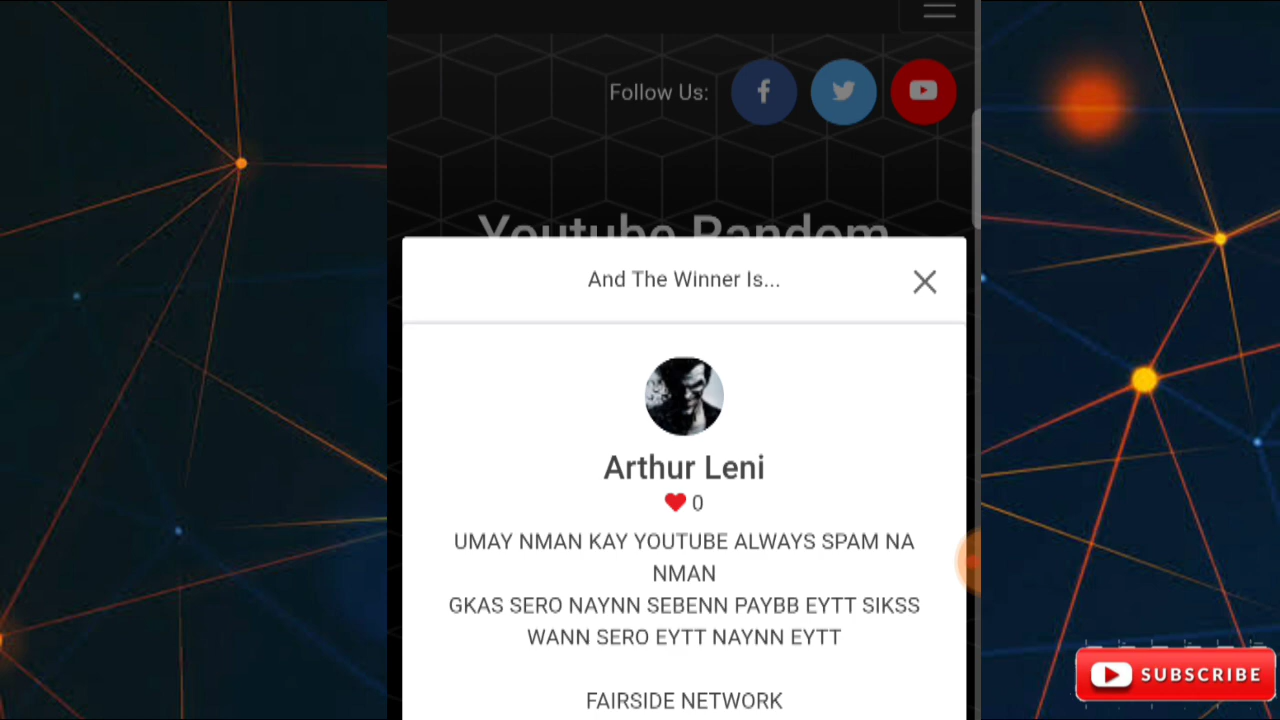 Follow Us:
Youtube Random
And The Winner Is...
Arthur Leni
0
UMAY NMAN KAY YOUTUBE ALWAYS SPAM NA
NMAN
GKAS SERO NAYNN SEBENN PAYBB EYTT SIKSS
WANN SERO EYTT NAYNN EYTT
FAIRSIDE NETWORK
SUBSCRIBE